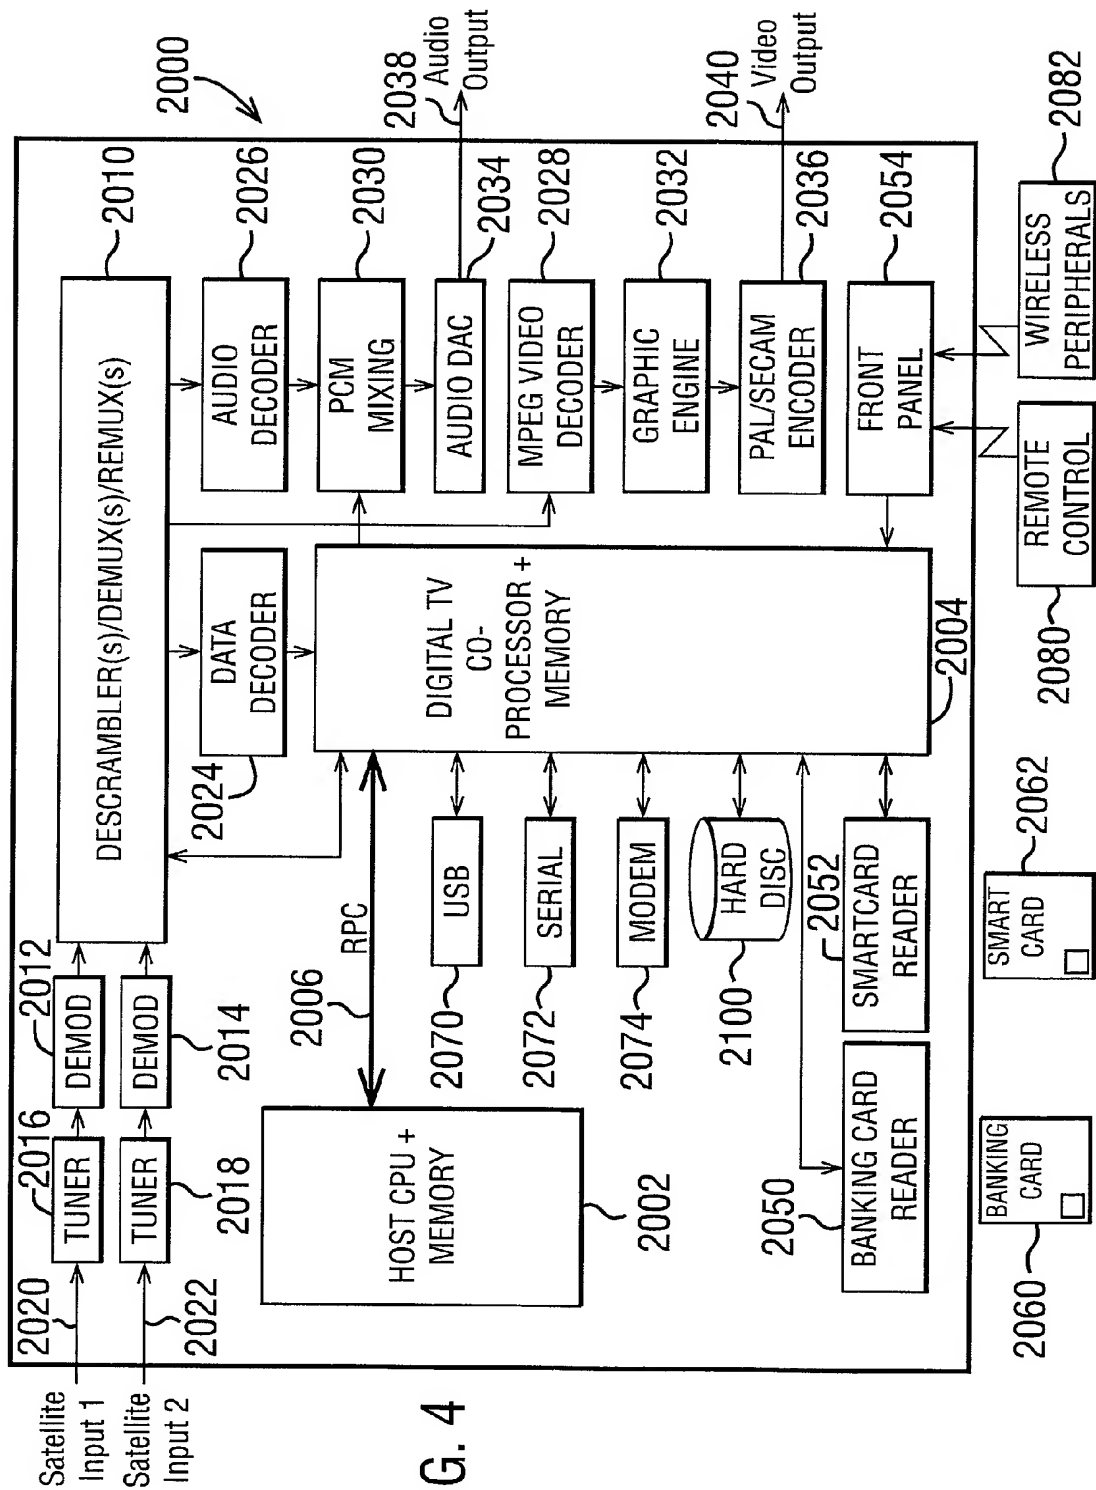 2000
Satellite
Input 1
2020
TUNER
2016
DEMOD
2012
DESCRAMBLER(s)/DEMUX(s)/REMUX(s)
2010
Satellite
Input 2
2022
TUNER
2018
DEMOD
2014
2024
DATA
DECODER
AUDIO
DECODER
2026
HOST CPU +
MEMORY
2002
2006
RPC
DIGITAL TV
CO-
PROCESSOR +
MEMORY
2004
PCM
MIXING
2030
2038
Audio
Output
2070
USB
AUDIO DAC
2034
2072
SERIAL
MPEG VIDEO
DECODER
2028
2074
MODEM
GRAPHIC
ENGINE
2032
2100
HARD
DISC
PAL/SECAM
ENCODER
2036
2040
Video
Output
2050
BANKING CARD
READER
2052
SMARTCARD
READER
FRONT
PANEL
2054
2060
BANKING
CARD
SMART
CARD
2062
2080
REMOTE
CONTROL
WIRELESS
PERIPHERALS
2082
G. 4